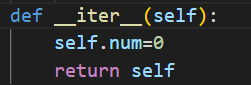 def __iter__(self):
    self.num=0
    return self